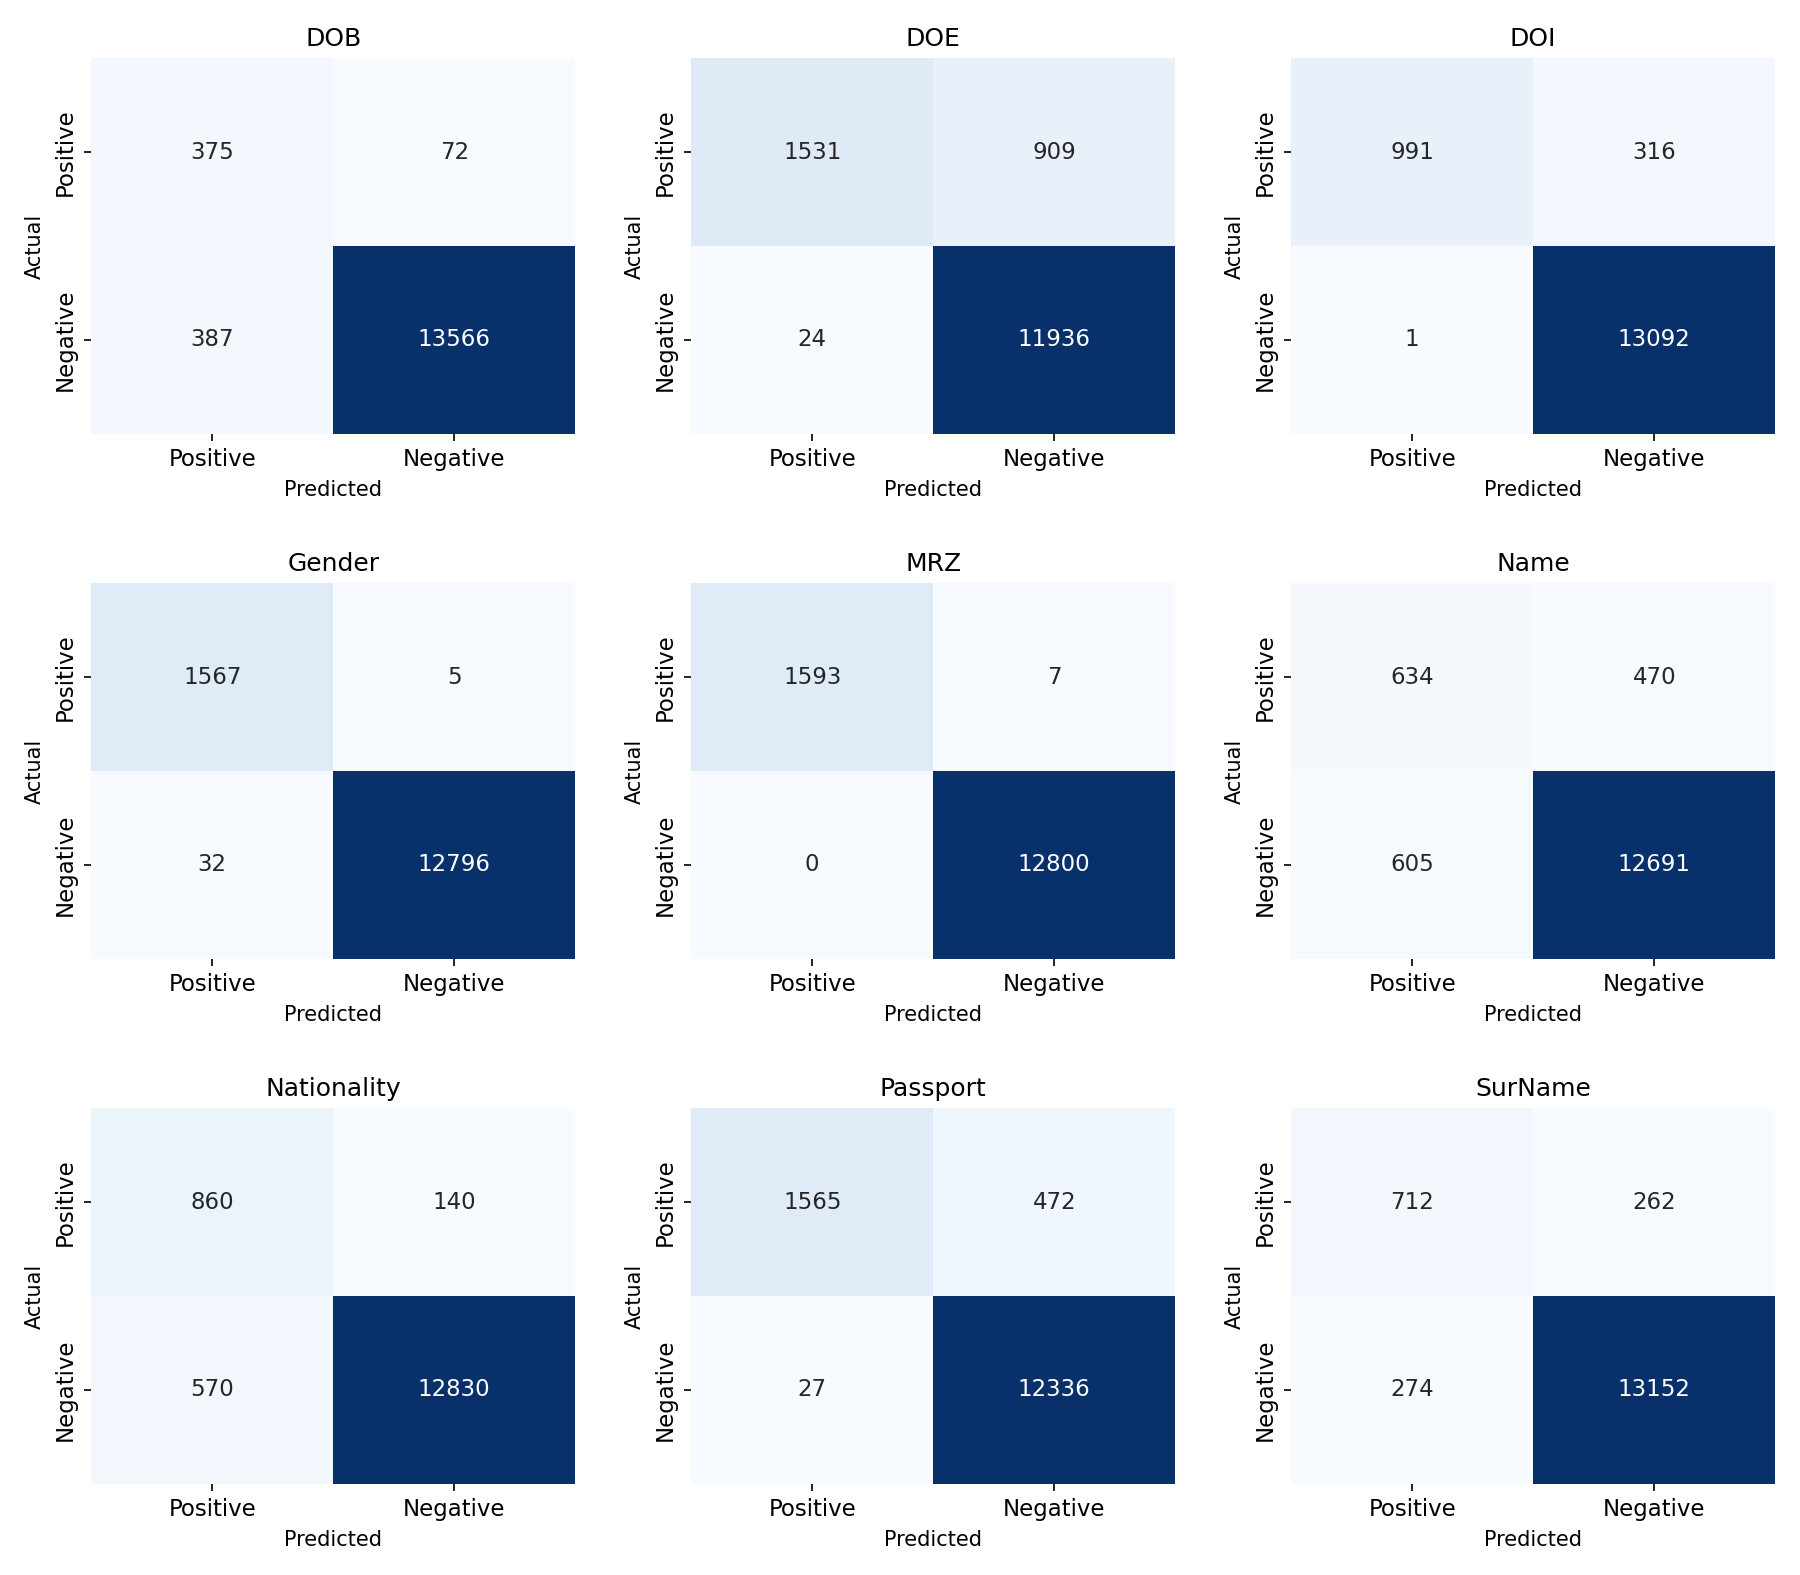 DOB
DOE
DOI
Actual
Positive
375
72
Negative
387
13566
Positive
Negative
Predicted
Actual
Positive
1531
909
Negative
24
11936
Positive
Negative
Predicted
Actual
Positive
991
316
Negative
1
13092
Positive
Negative
Predicted
Gender
MRZ
Name
Actual
Positive
1567
5
Negative
32
12796
Positive
Negative
Predicted
Actual
Positive
1593
7
Negative
0
12800
Positive
Negative
Predicted
Actual
Positive
634
470
Negative
605
12691
Positive
Negative
Predicted
Nationality
Passport
SurName
Actual
Positive
860
140
Negative
570
12830
Positive
Negative
Predicted
Actual
Positive
1565
472
Negative
27
12336
Positive
Negative
Predicted
Actual
Positive
712
262
Negative
274
13152
Positive
Negative
Predicted